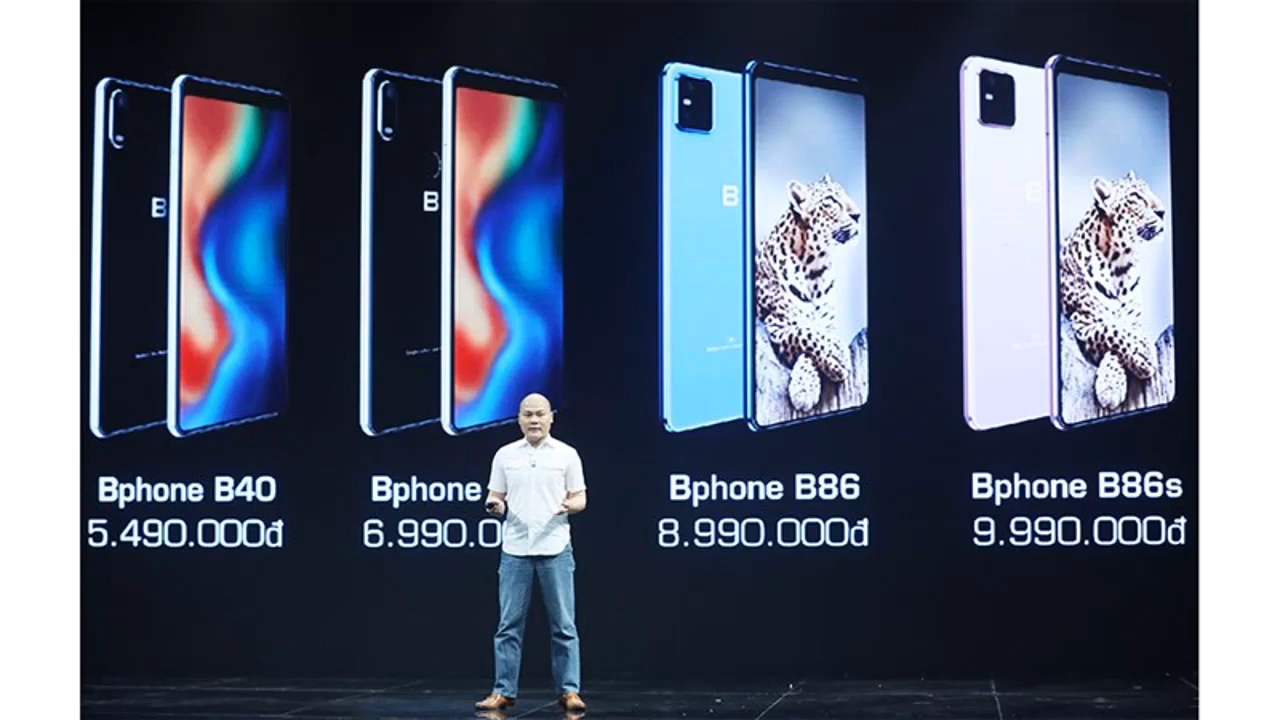 B
B
B
Bphone B40
5.490.000đ
Bphone
6.990.0
Bphone B86
8.990.000đ
Bphone B86s
9.990.000đ